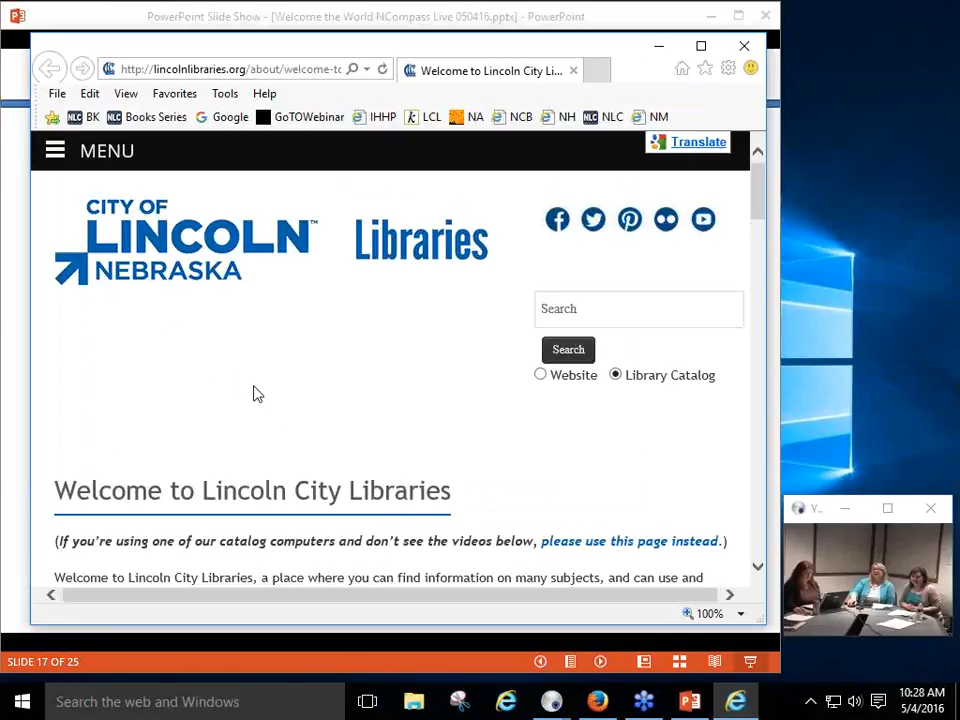 PowerPoint Slide Show - [Welcome the World NCompass Live 050416.pptx] - PowerPoint
http://lincolnlibraries.org/about/welcome-to
Welcome to Lincoln City Li...
File Edit View Favorites Tools Help
NLC BK NLC Books Series Google GoTOWebinar IHHP LCL NA NCB NH NLC NLC NM
MENU
Translate
CITY OF
LINCOLN™
NEBRASKA
Libraries
Search
Search
Website Library Catalog
Welcome to Lincoln City Libraries
(If you're using one of our catalog computers and don't see the videos below, please use this page instead.)
Welcome to Lincoln City Libraries, a place where you can find information on many subjects, and can use and
100%
Y...
SLIDE 17 OF 25
Search the web and Windows
10:28 AM
5/4/2016